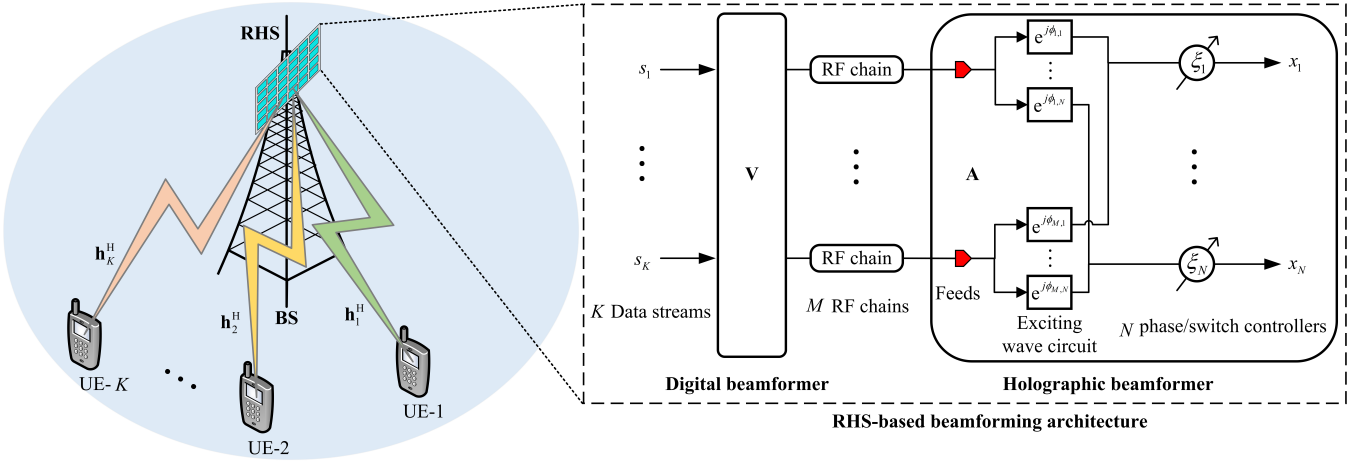 RHS
BS
h_K^H
h_2^H
h_1^H
UE- K
UE-2
UE-1
s_1
s_K
K Data streams
V
RF chain
RF chain
M RF chains
Feeds
A
e^{jϕ_{1,1}}
e^{jϕ_{1,N}}
e^{jϕ_{M,1}}
e^{jϕ_{M,N}}
Exciting
wave circuit
ξ_1
ξ_N
x_1
x_N
N phase/switch controllers
Digital beamformer
Holographic beamformer
RHS-based beamforming architecture